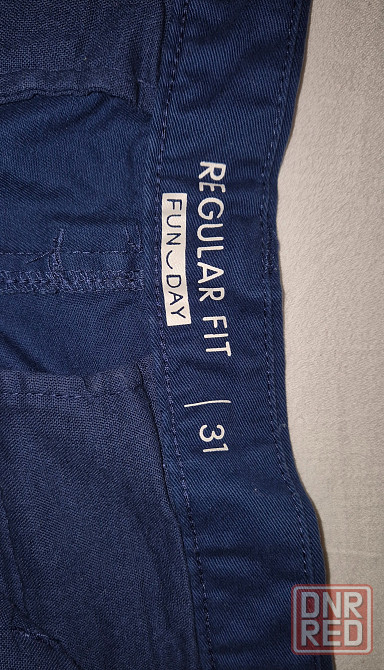 REGULAR FIT / 31
FUN DAY
DNR
RED